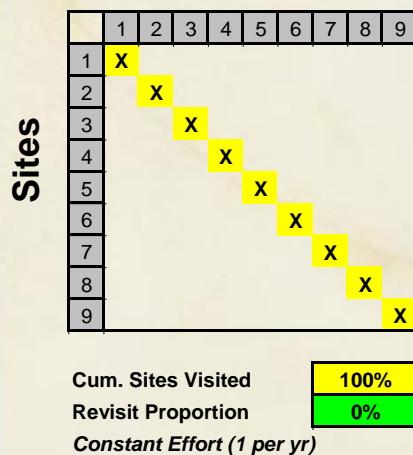 1 2 3 4 5 6 7 8 9
Sites
1 X
2 X
3 X
4 X
5 X
6 X
7 X
8 X
9 X
Cum. Sites Visited 100%
Revisit Proportion 0%
Constant Effort (1 per yr)